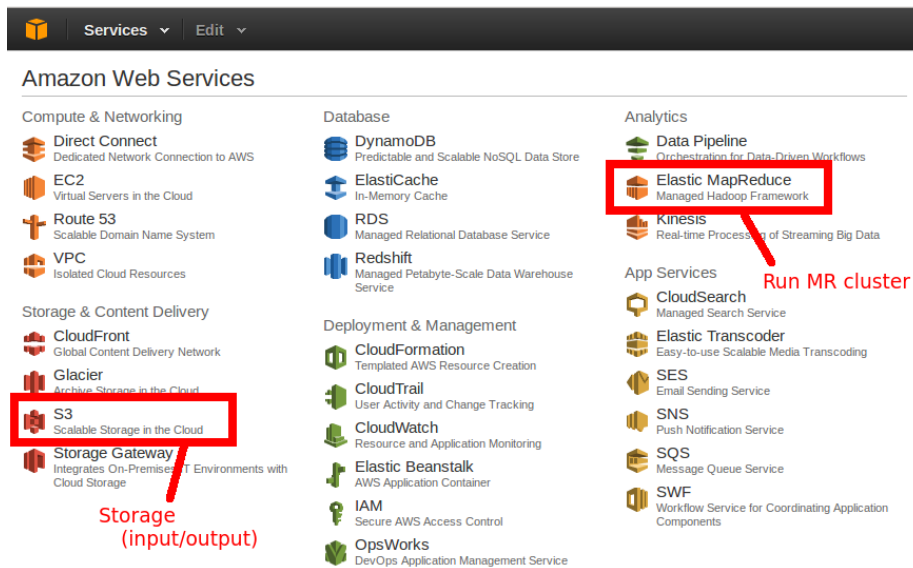 Services Edit
Amazon Web Services
Compute & Networking
Direct Connect
Dedicated Network Connection to AWS
EC2
Virtual Servers in the Cloud
Route 53
Scalable Domain Name System
VPC
Isolated Cloud Resources
Storage & Content Delivery
CloudFront
Global Content Delivery Network
Glacier
Archive Storage in the Cloud
S3
Scalable Storage in the Cloud
Storage Gateway
Integrates On-Premises IT Environments with
Cloud Storage
Storage
(input/output)
Database
DynamoDB
Predictable and Scalable NoSQL Data Store
ElastiCache
In-Memory Cache
RDS
Managed Relational Database Service
Redshift
Managed Petabyte-Scale Data Warehouse
Service
Deployment & Management
CloudFormation
Templated AWS Resource Creation
CloudTrail
User Activity and Change Tracking
CloudWatch
Resource and Application Monitoring
Elastic Beanstalk
AWS Application Container
IAM
Secure AWS Access Control
OpsWorks
DevOps Application Management Service
Analytics
Data Pipeline
Orchestration for Data-Driven Workflows
Elastic MapReduce
Managed Hadoop Framework
Kinesis
Real-time Processing of Streaming Big Data
Run MR cluster
App Services
CloudSearch
Managed Search Service
Elastic Transcoder
Easy-to-use Scalable Media Transcoding
SES
Email Sending Service
SNS
Push Notification Service
SQS
Message Queue Service
SWF
Workflow Service for Coordinating Application
Components